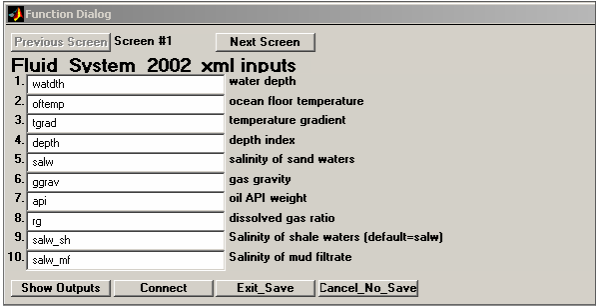 Function Dialog
Previous Screen Screen #1 Next Screen
Fluid System 2002 xml inputs
1. watdth water depth
2. oftemp ocean floor temperature
3. tgrad temperature gradient
4. depth depth index
5. salw salinity of sand waters
6. ggrav gas gravity
7. api oil API weight
8. rg dissolved gas ratio
9. salw_sh Salinity of shale waters (default=salw)
10. salw_mf Salinity of mud filtrate
Show Outputs Connect Exit_Save Cancel_No_Save